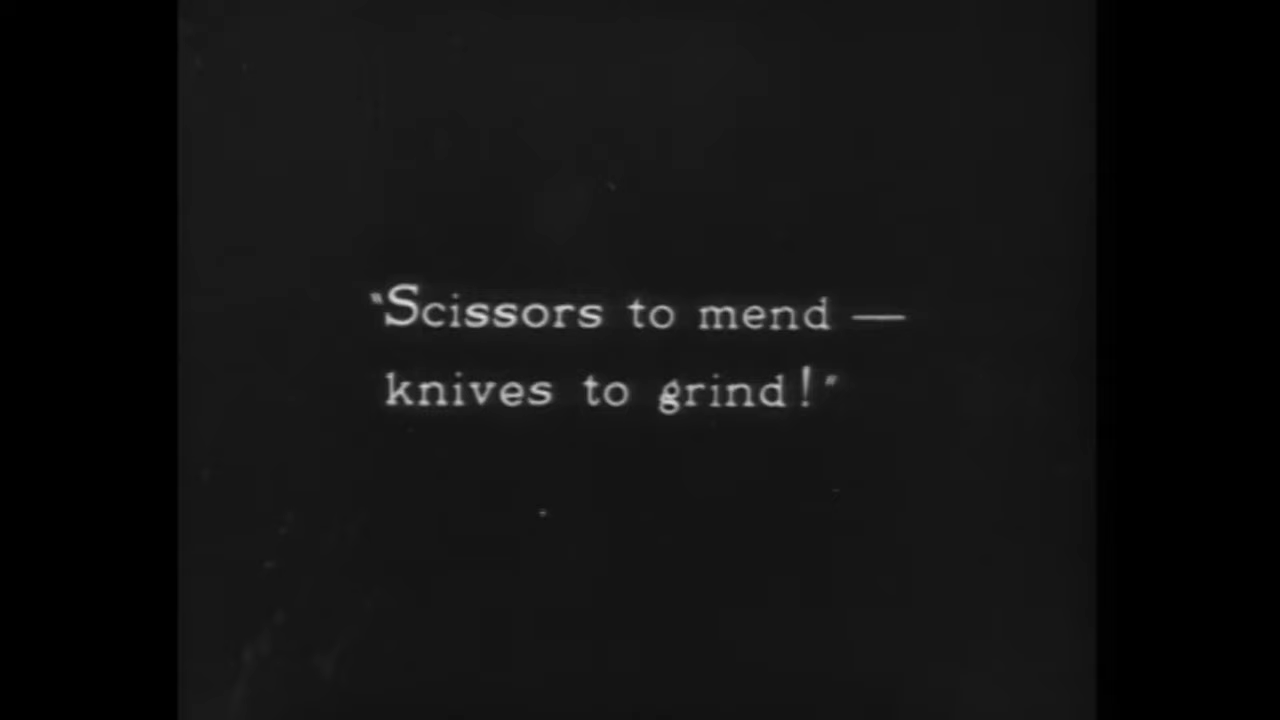 "Scissors to mend —
knives to grind!"